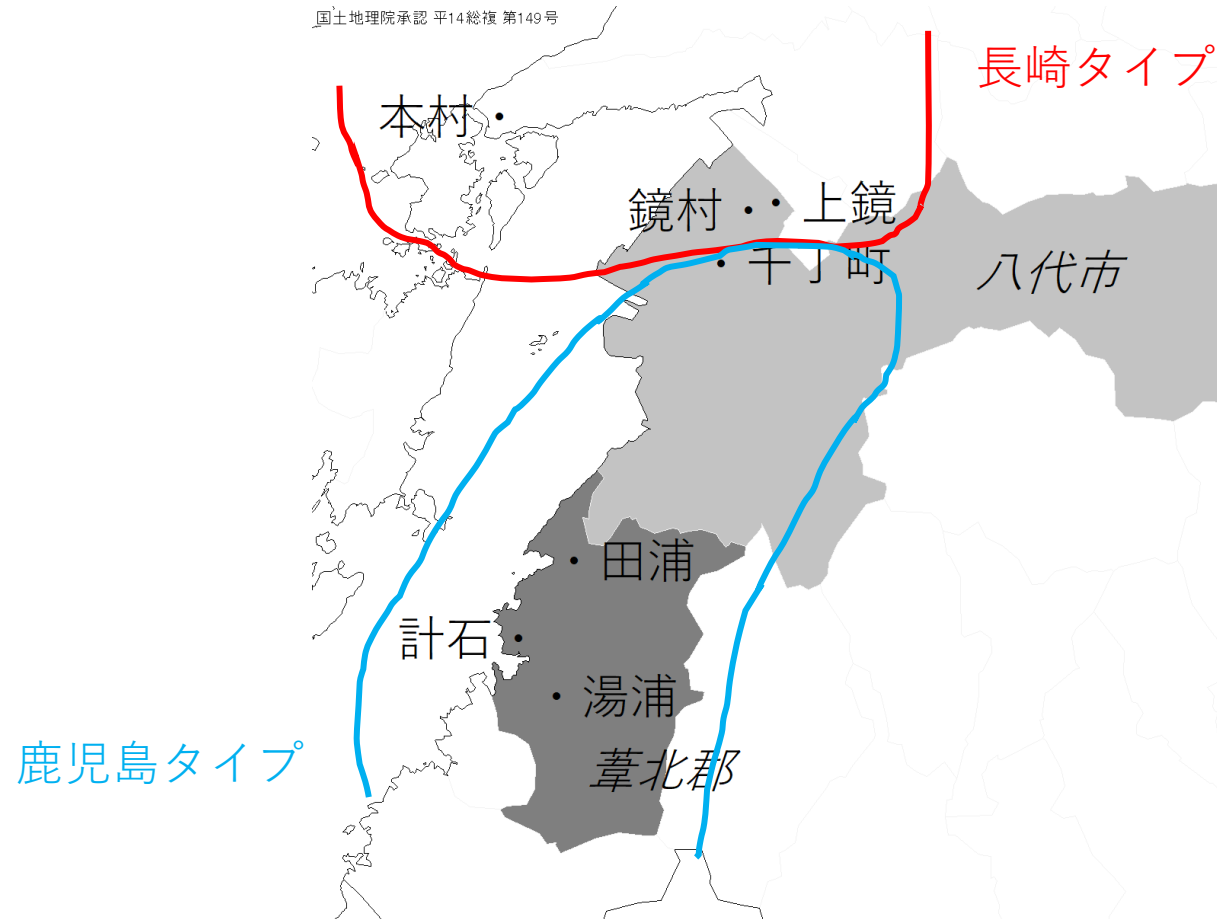 国土地理院承認 平14総複 第149号
長崎タイプ
本村
鏡村
上鏡
千丁町
八代市
田浦
計石
湯浦
鹿児島タイプ
葦北郡